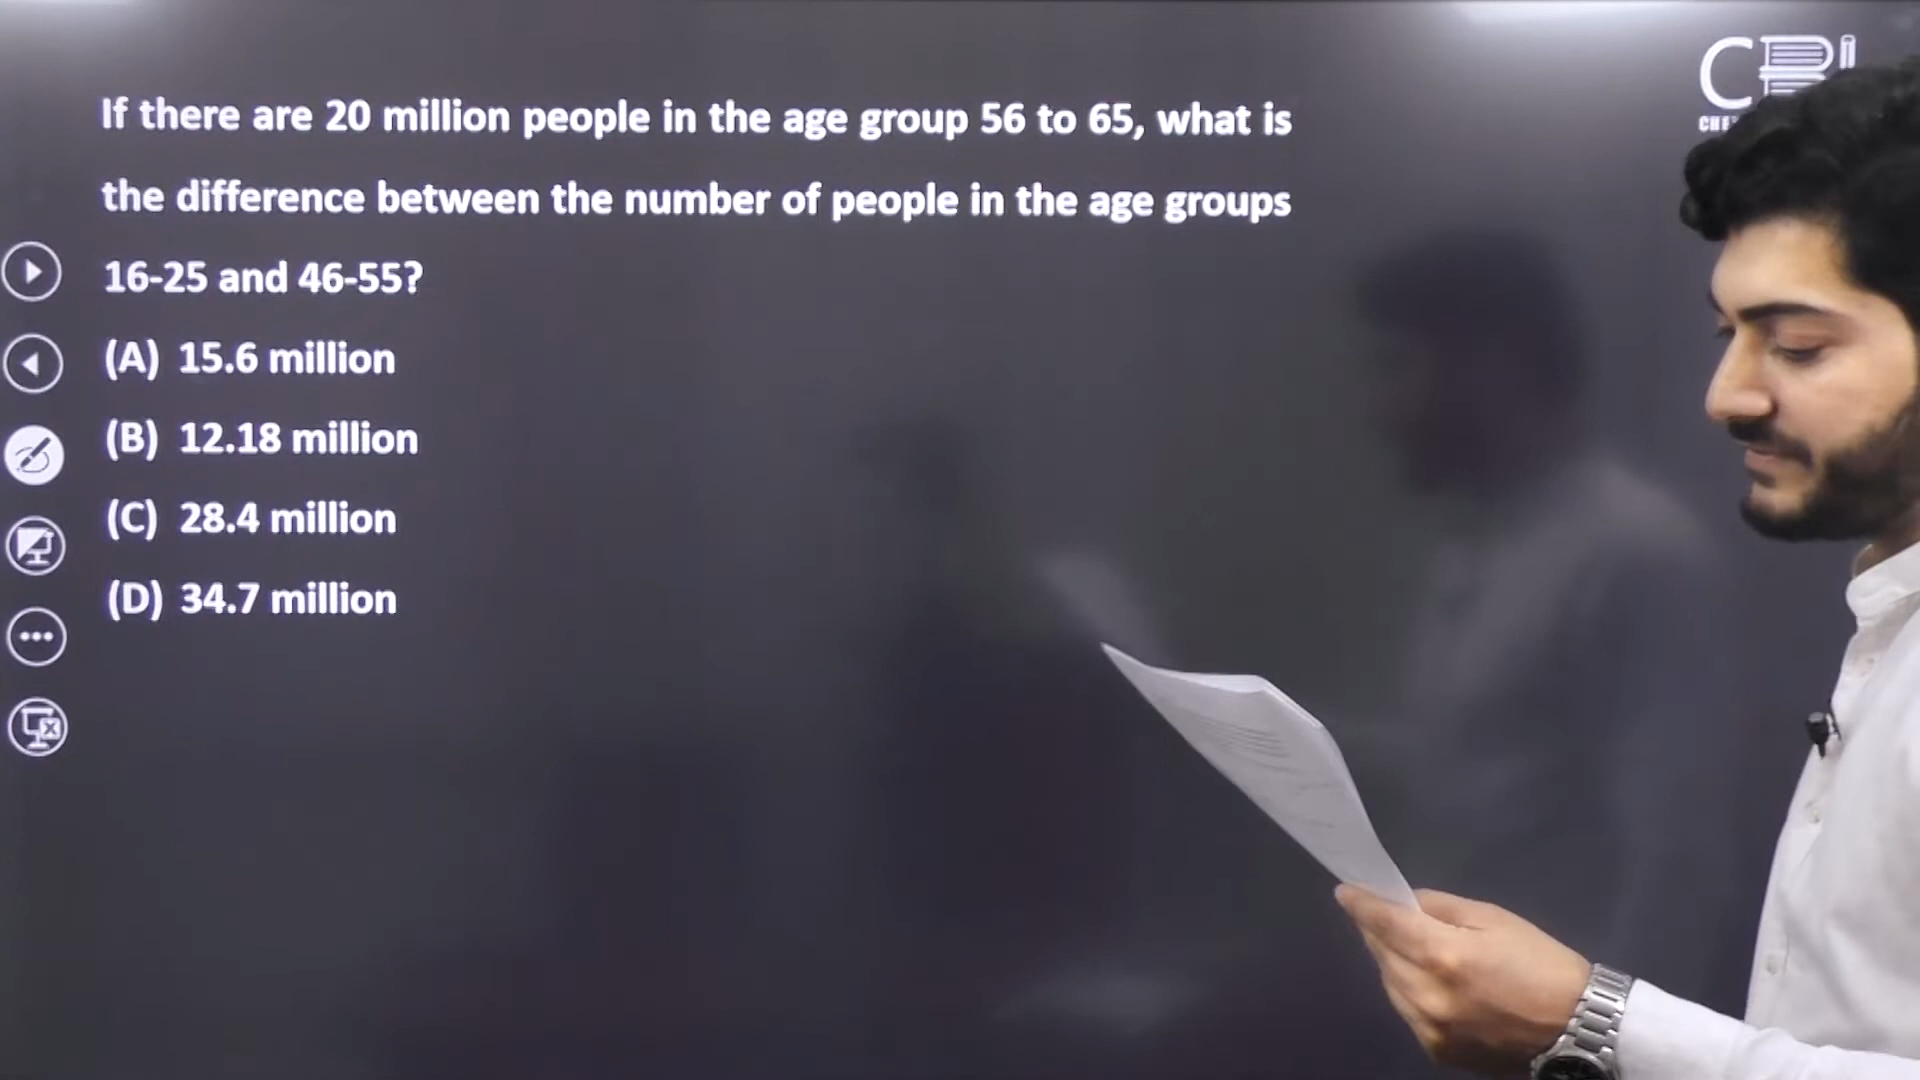 If there are 20 million people in the age group 56 to 65, what is
the difference between the number of people in the age groups
16-25 and 46-55?
(A) 15.6 million
(B) 12.18 million
(C) 28.4 million
(D) 34.7 million